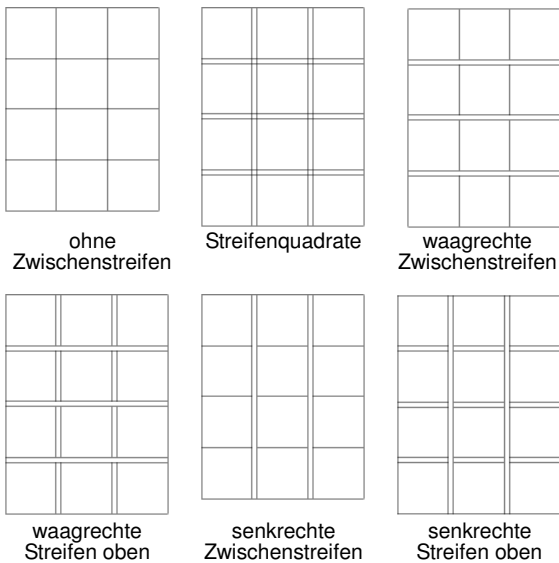 ohne
Zwischenstreifen
Streifenquadrate
waagrechte
Zwischenstreifen
waagrechte
Streifen oben
senkrechte
Zwischenstreifen
senkrechte
Streifen oben